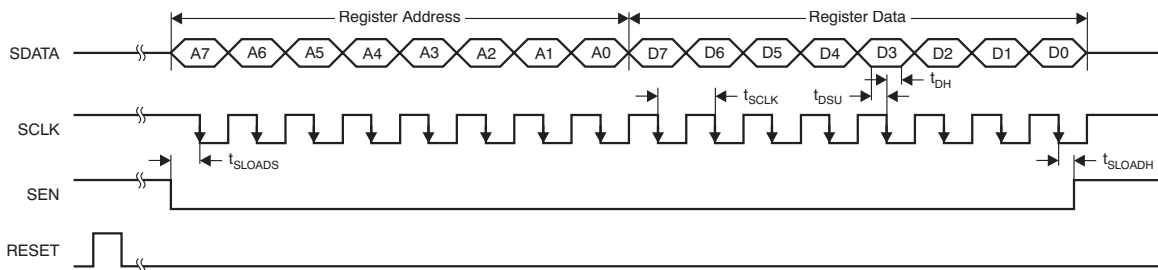 Register Address Register Data
SDATA A7 A6 A5 A4 A3 A2 A1 A0 D7 D6 D5 D4 D3 D2 D1 D0
tSCLK tDSU tDH
SCLK
tSLOADS tSLOADH
SEN
RESET